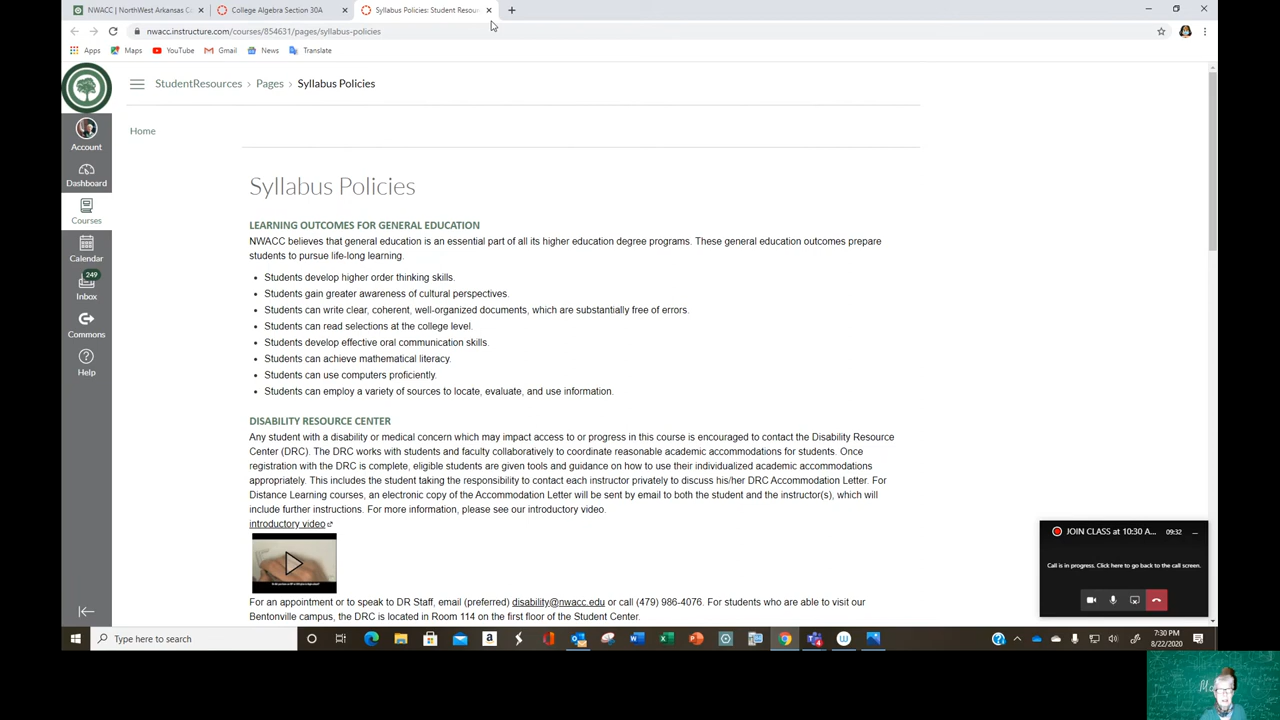 NWACC | NorthWest Arkansas C
College Algebra Section 30A
Syllabus Policies: Student Resour
nwacc.instructure.com/courses/854631/pages/syllabus-policies
Apps Maps YouTube Gmail News Translate
StudentResources > Pages > Syllabus Policies
Account
Dashboard
Courses
Calendar
249
Inbox
Commons
Help
Home
Syllabus Policies
LEARNING OUTCOMES FOR GENERAL EDUCATION
NWACC believes that general education is an essential part of all its higher education degree programs. These general education outcomes prepare
students to pursue life-long learning.
• Students develop higher order thinking skills.
• Students gain greater awareness of cultural perspectives.
• Students can write clear, coherent, well-organized documents, which are substantially free of errors.
• Students can read selections at the college level.
• Students develop effective oral communication skills.
• Students can achieve mathematical literacy.
• Students can use computers proficiently.
• Students can employ a variety of sources to locate, evaluate, and use information.
DISABILITY RESOURCE CENTER
Any student with a disability or medical concern which may impact access to or progress in this course is encouraged to contact the Disability Resource
Center (DRC). The DRC works with students and faculty collaboratively to coordinate reasonable academic accommodations for students. Once
registration with the DRC is complete, eligible students are given tools and guidance on how to use their individualized academic accommodations
appropriately. This includes the student taking the responsibility to contact each instructor privately to discuss his/her DRC Accommodation Letter. For
Distance Learning courses, an electronic copy of the Accommodation Letter will be sent by email to both the student and the instructor(s), which will
include further instructions. For more information, please see our introductory video.
introductory video
For an appointment or to speak to DR Staff, email (preferred) disability@nwacc.edu or call (479) 986-4076. For students who are able to visit our
Bentonville campus, the DRC is located in Room 114 on the first floor of the Student Center.
JOIN CLASS at 10:30 A... 09:32
Call is in progress. Click here to go back to the call screen.
Type here to search
7:30 PM
8/22/2020